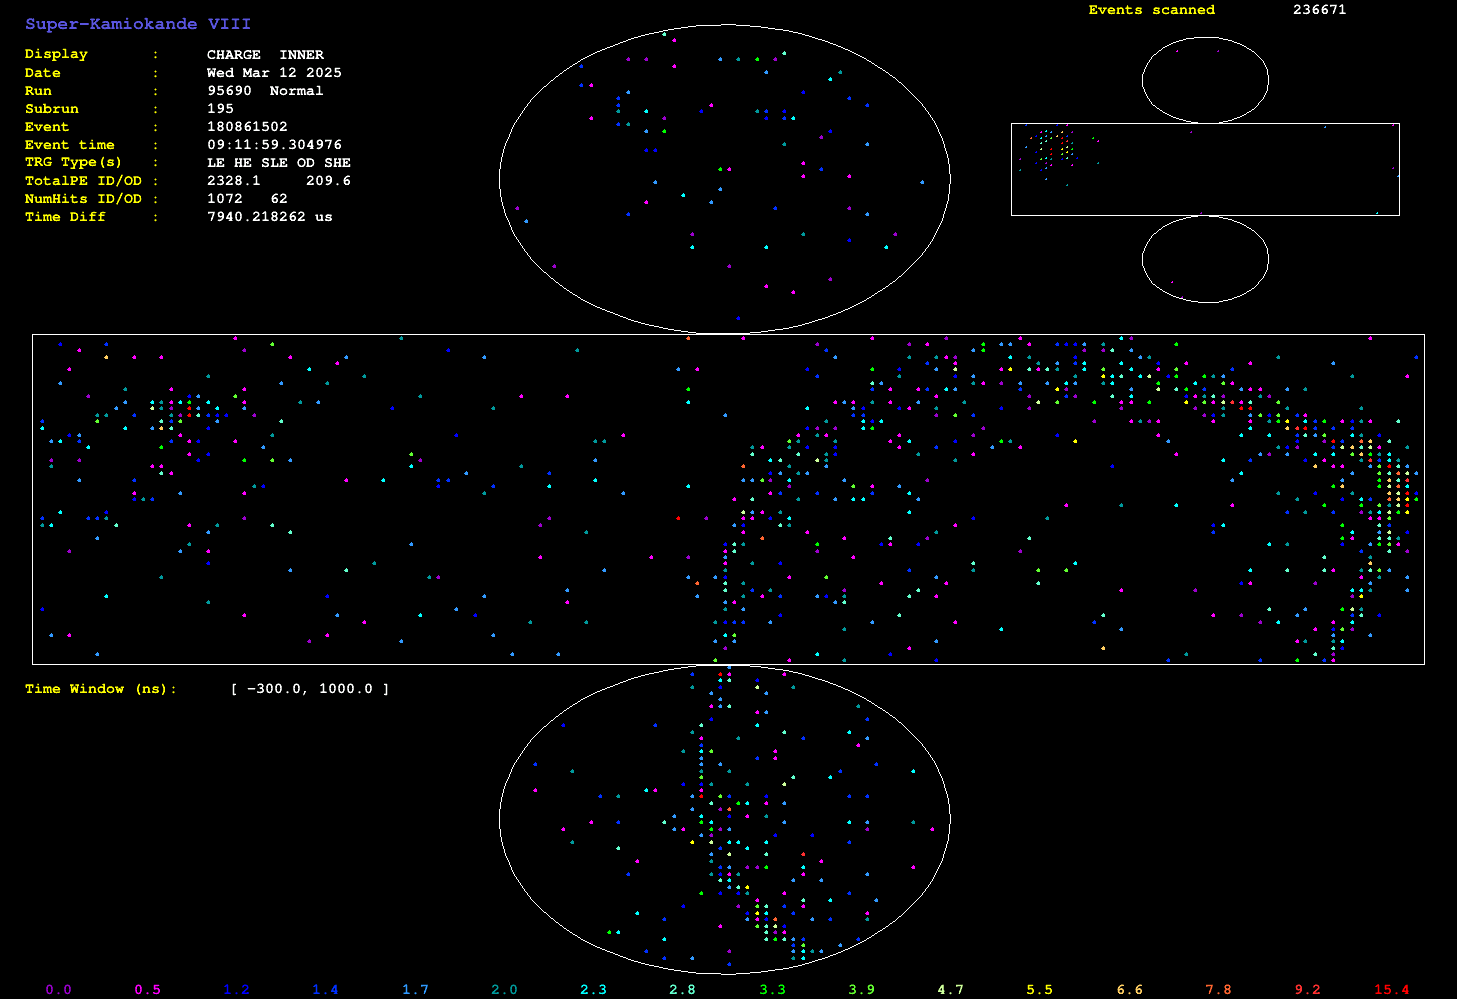 Super-Kamiokande VIII
Events scanned 236671
Display : CHARGE INNER
Date : Wed Mar 12 2025
Run : 95690 Normal
Subrun : 195
Event : 180861502
Event time : 09:11:59.304976
TRG Type(s) : LE HE SLE OD SHE
TotalPE ID/OD : 2328.1 209.6
NumHits ID/OD : 1072 62
Time Diff : 7940.218262 us
Time Window (ns): [ -300.0, 1000.0 ]
0.0 0.5 1.2 1.4 1.7 2.0 2.3 2.8 3.3 3.9 4.7 5.5 6.6 7.8 9.2 15.4